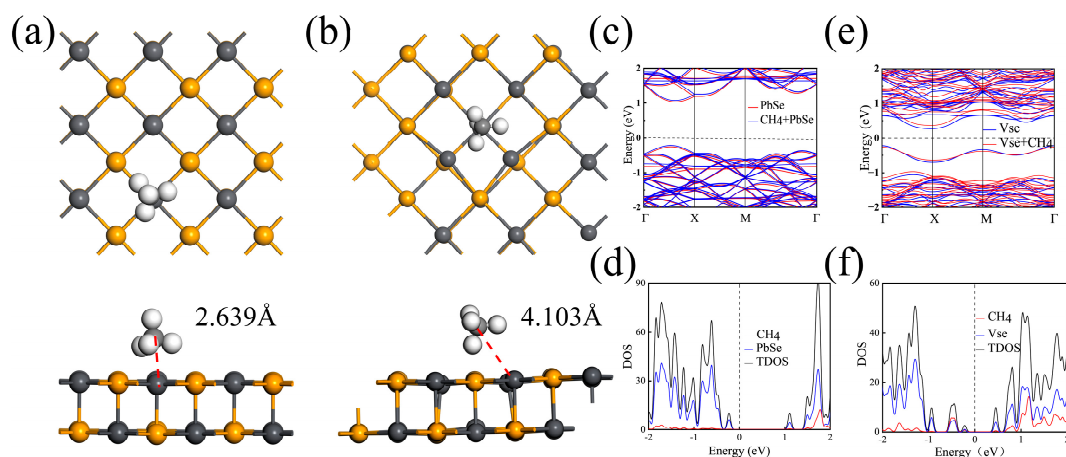 (a)
(b)
(c)
(e)
2.639Å
4.103Å
2
1
0
−1
−2
Energy (eV)
PbSe
CH4+PbSe
Γ X M Γ
2
1
0
−1
−2
Energy (eV)
Vsc
Vse+CH4
Γ X M Γ
(d)
(f)
90
60
30
0
DOS
CH4
PbSe
TDOS
-2 -1 0 1 2
Energy (eV)
60
40
20
0
DOS
CH4
Vse
TDOS
-2 -1 0 1 2
Energy（eV）